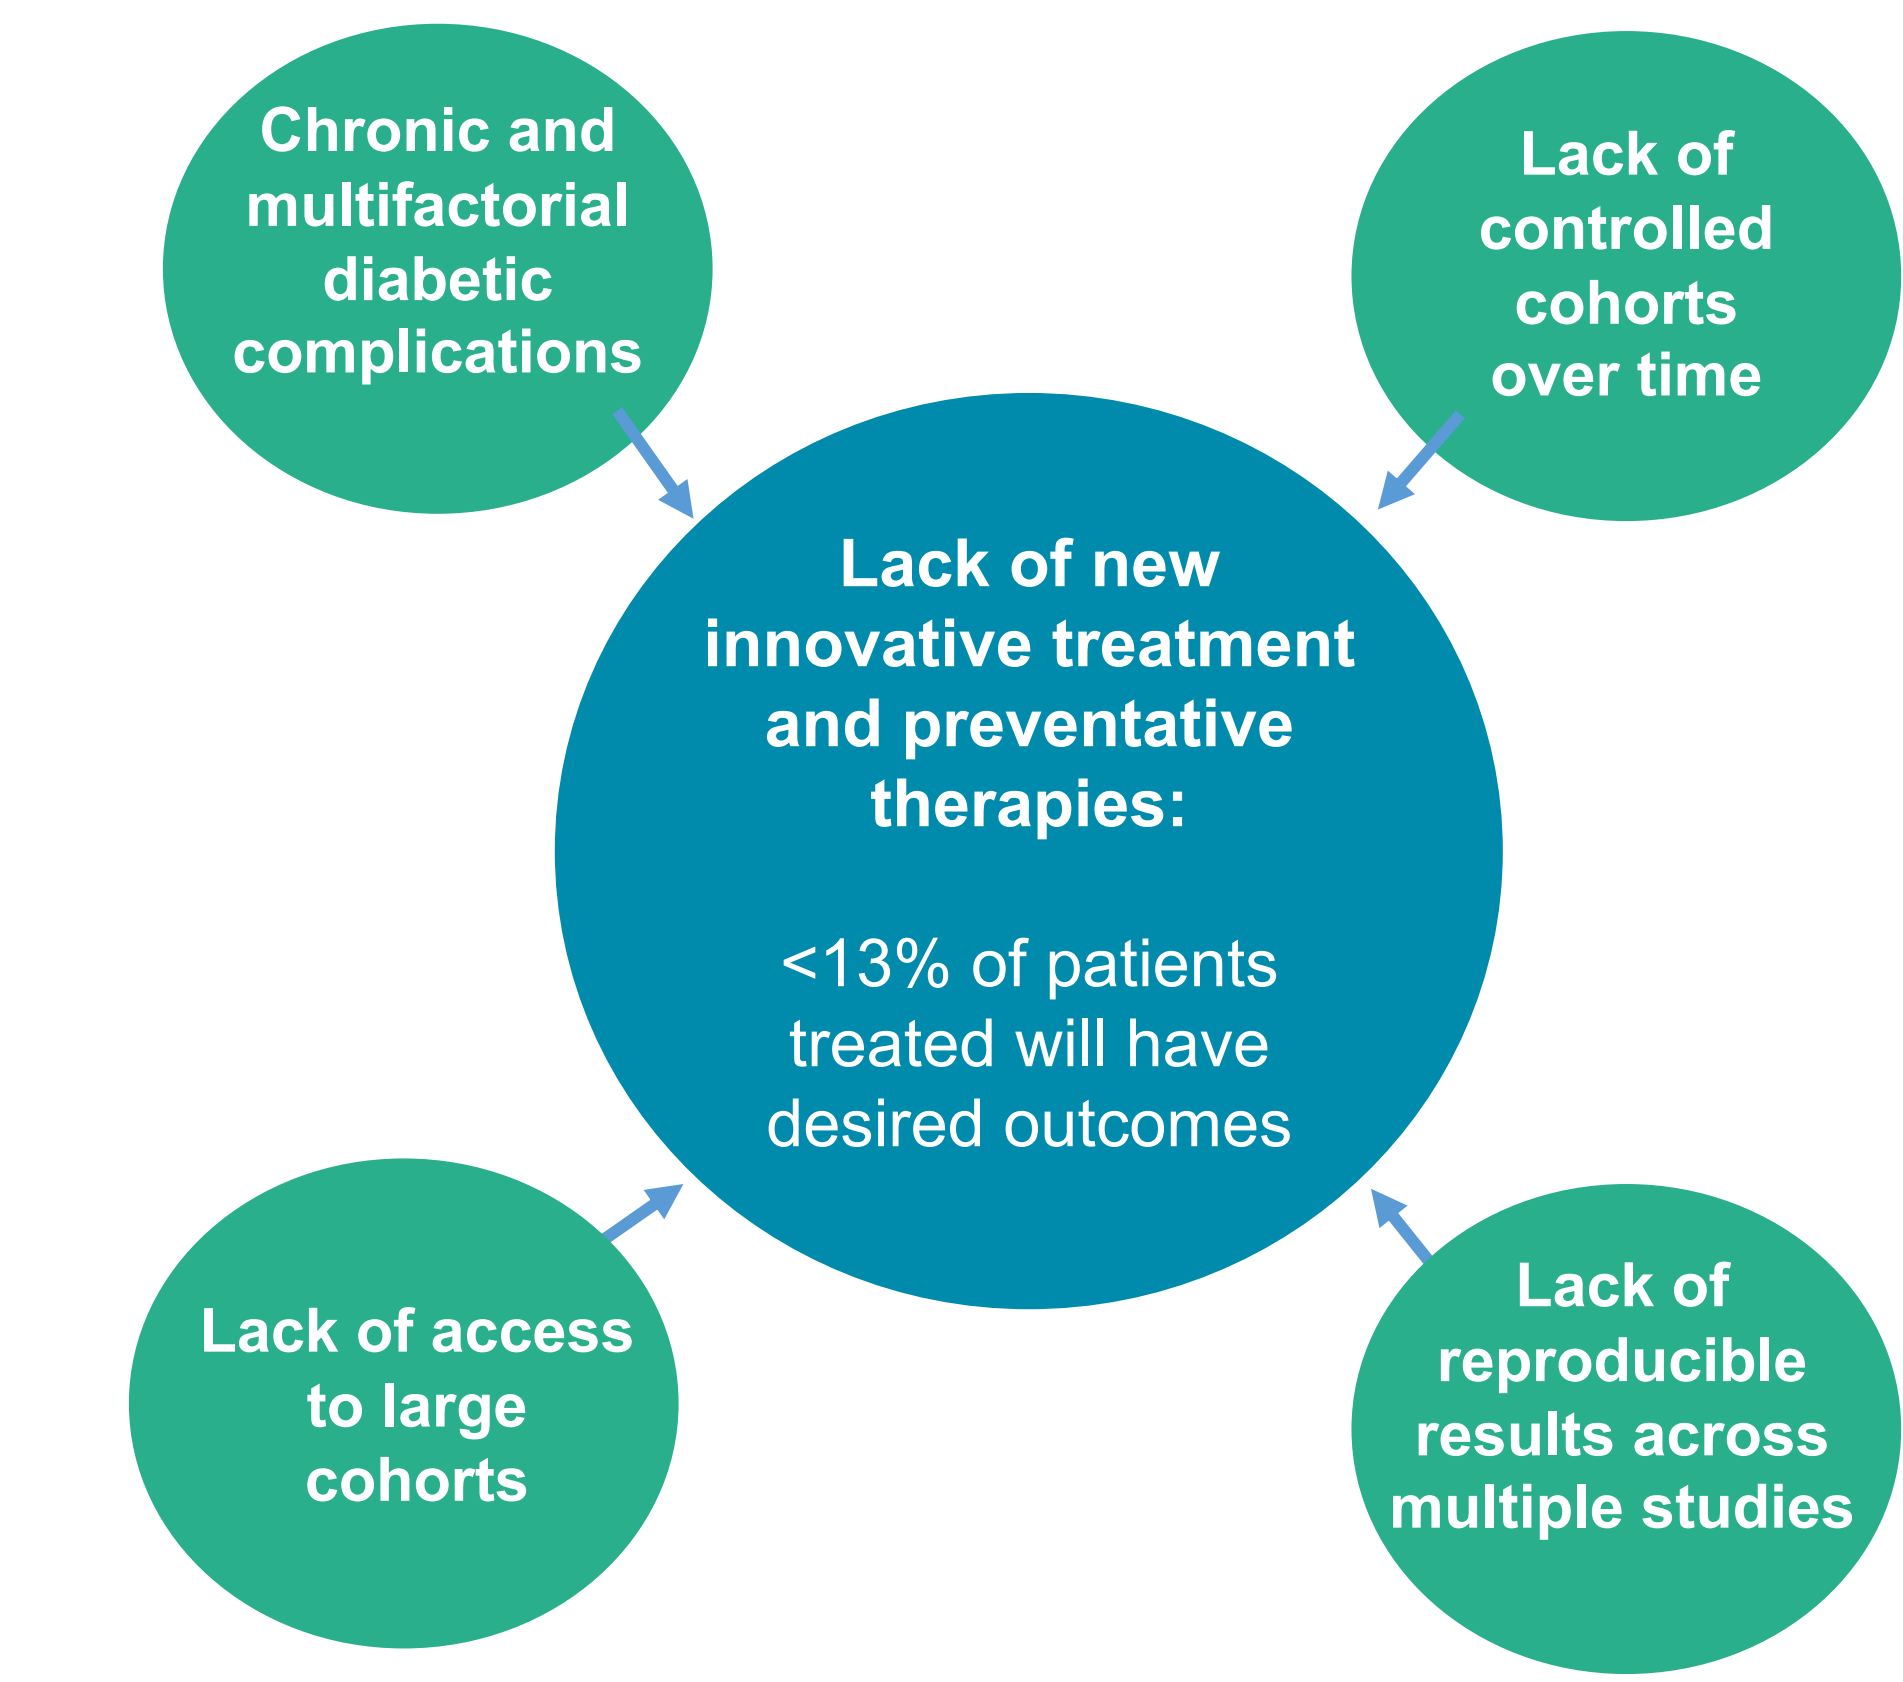 Chronic and
multifactorial
diabetic
complications
Lack of
controlled
cohorts
over time
Lack of new
innovative treatment
and preventative
therapies:
<13% of patients
treated will have
desired outcomes
Lack of access
to large
cohorts
Lack of
reproducible
results across
multiple studies